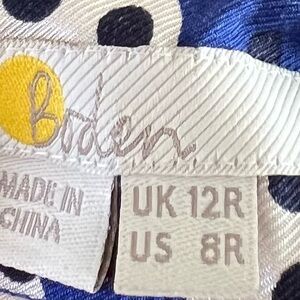 Boden
MADE IN
CHINA
UK 12R
US 8R